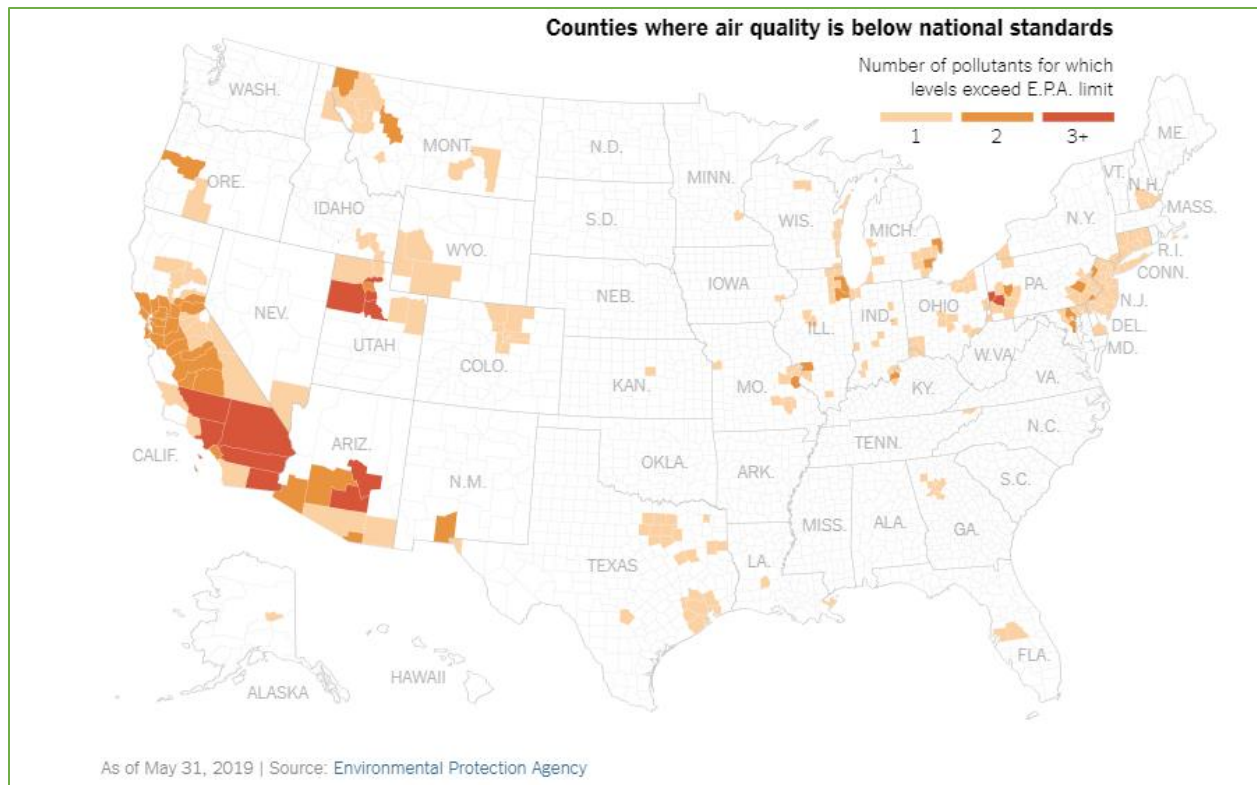 Counties where air quality is below national standards
Number of pollutants for which
levels exceed E.P.A. limit
1 2 3+
WASH.
MONT.
N.D.
MINN.
ME.
VT.
N.H.
ORE.
IDAHO
S.D.
WIS.
MICH.
N.Y.
MASS.
R.I.
CONN.
WYO.
IOWA
PA.
N.J.
NEV.
NEB.
ILL.
IND.
OHIO
DEL.
MD.
UTAH
COLO.
KAN.
MO.
W.VA.
KY.
VA.
CALIF.
ARIZ.
N.M.
OKLA.
ARK.
TENN.
N.C.
S.C.
MISS.
ALA.
GA.
TEXAS
LA.
FLA.
ALASKA
HAWAII
As of May 31, 2019 | Source: Environmental Protection Agency